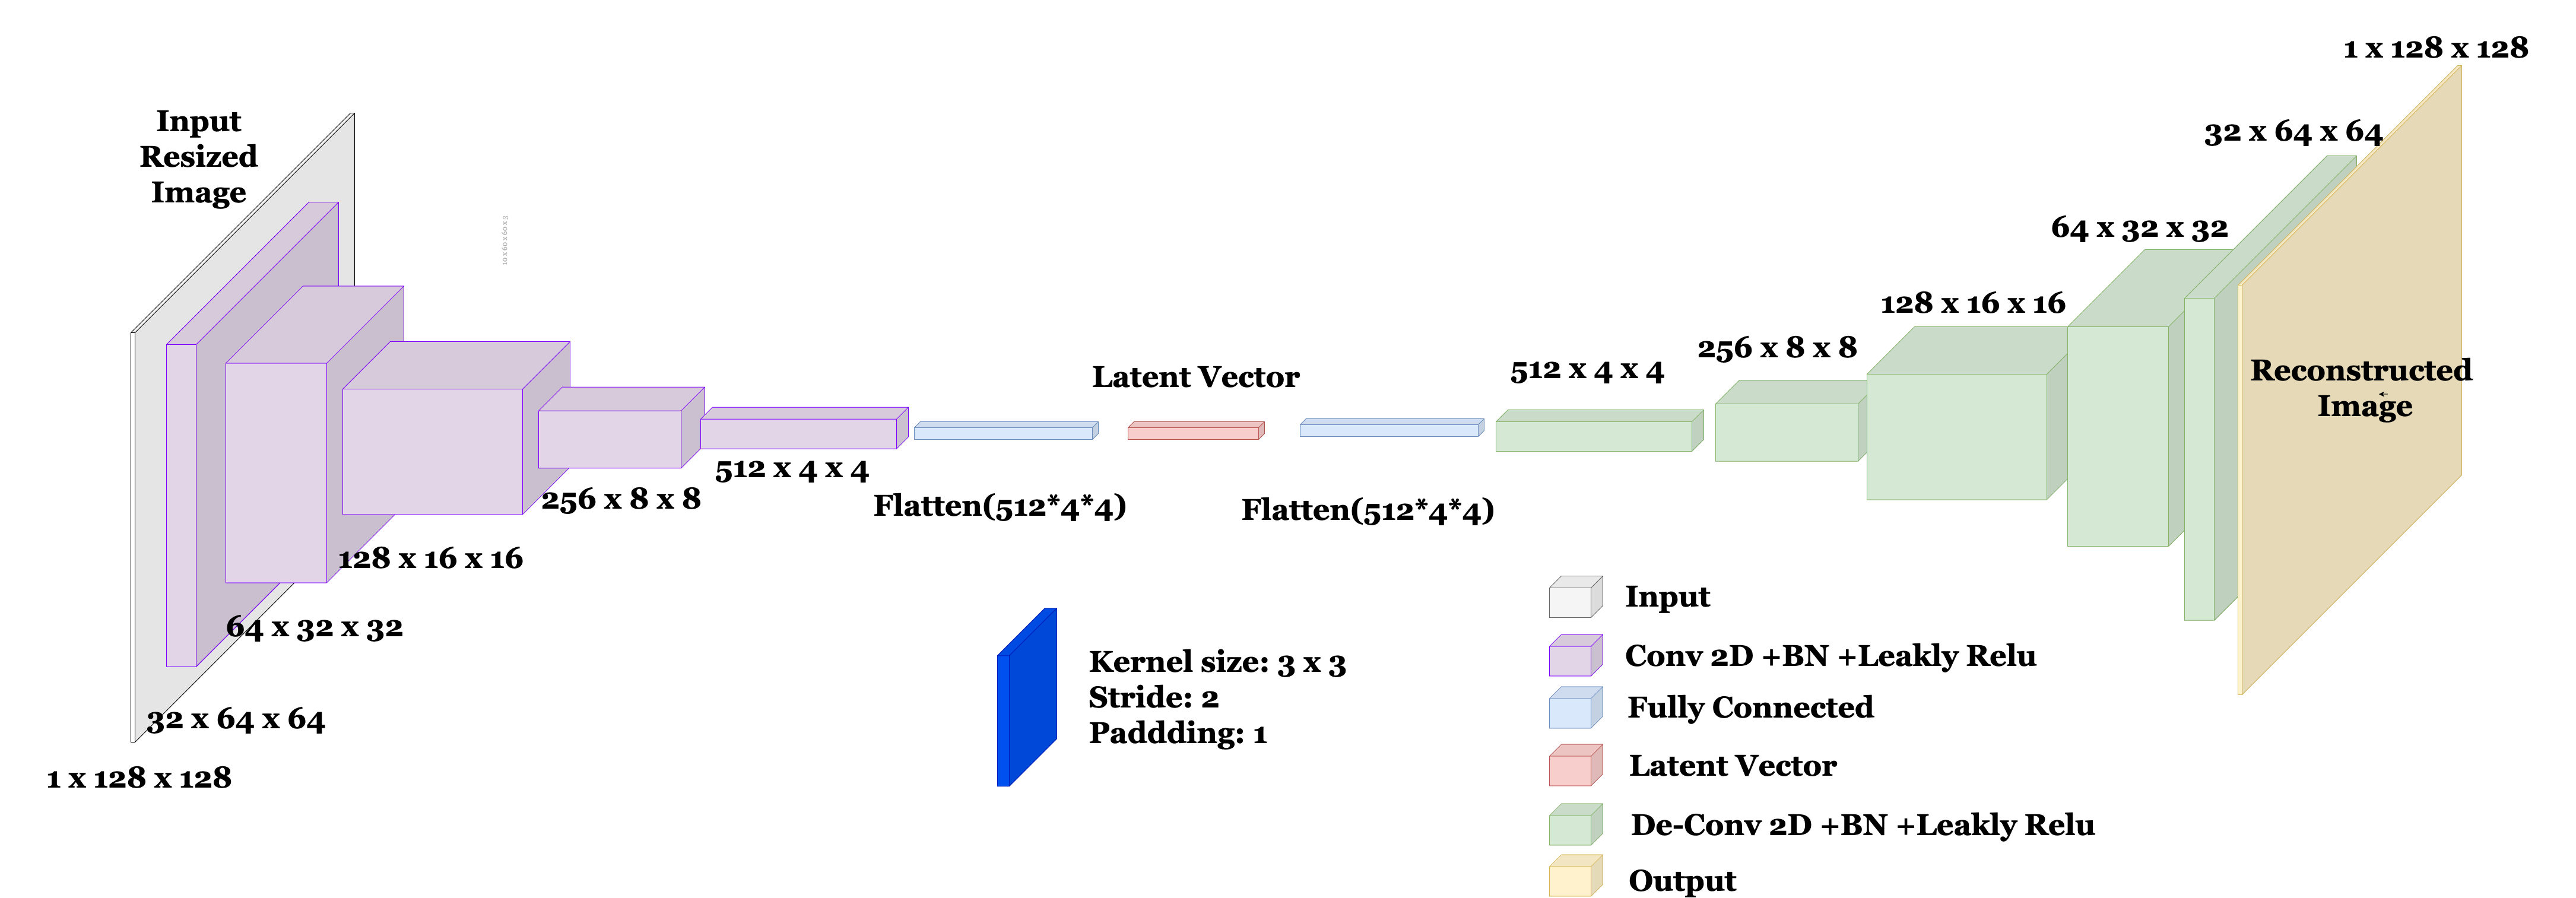 Input
Resized
Image
1 x 128 x 128
32 x 64 x 64
64 x 32 x 32
128 x 16 x 16
256 x 8 x 8
512 x 4 x 4
3 x 60 x 60 x 10
Flatten(512*4*4)
Latent Vector
Flatten(512*4*4)
512 x 4 x 4
256 x 8 x 8
128 x 16 x 16
64 x 32 x 32
32 x 64 x 64
1 x 128 x 128
Reconstructed
Image
Kernel size: 3 x 3
Stride: 2
Paddding: 1
Input
Conv 2D +BN +Leakly Relu
Fully Connected
Latent Vector
De-Conv 2D +BN +Leakly Relu
Output